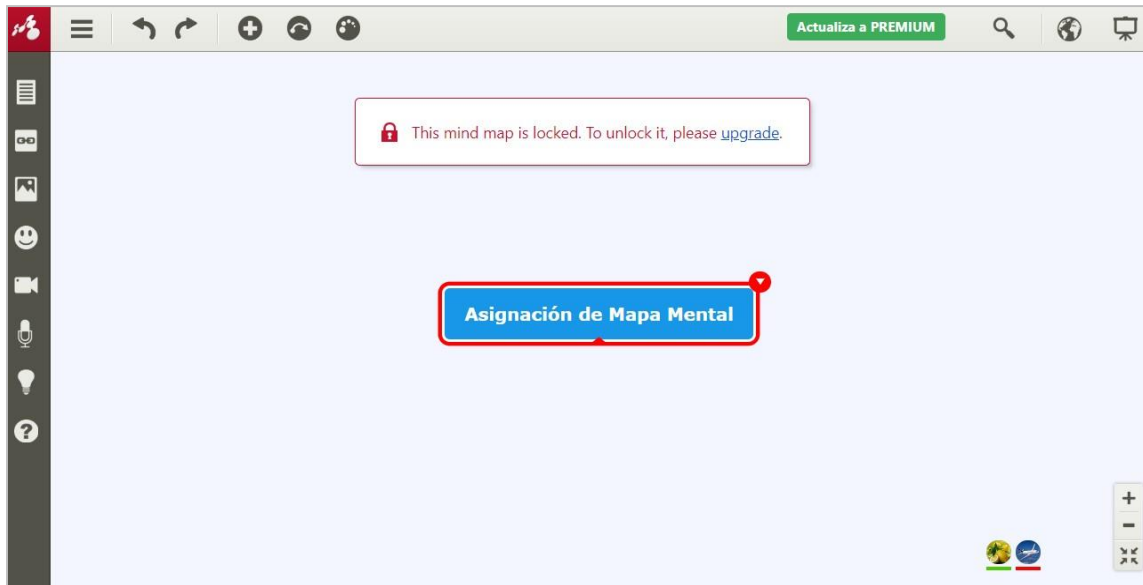 Actualiza a PREMIUM
This mind map is locked. To unlock it, please upgrade.
Asignación de Mapa Mental